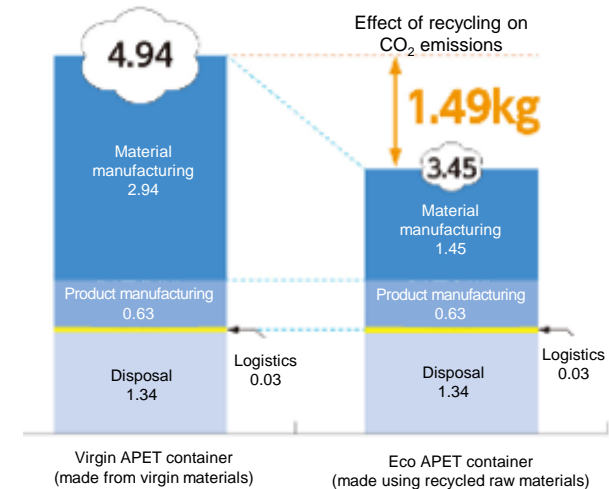 Effect of recycling on
CO₂ emissions
4.94
1.49kg
3.45
Material
manufacturing
2.94
Material
manufacturing
1.45
Product manufacturing
0.63
Product manufacturing
0.63
Logistics
0.03
Logistics
0.03
Disposal
1.34
Disposal
1.34
Virgin APET container
(made from virgin materials)
Eco APET container
(made using recycled raw materials)